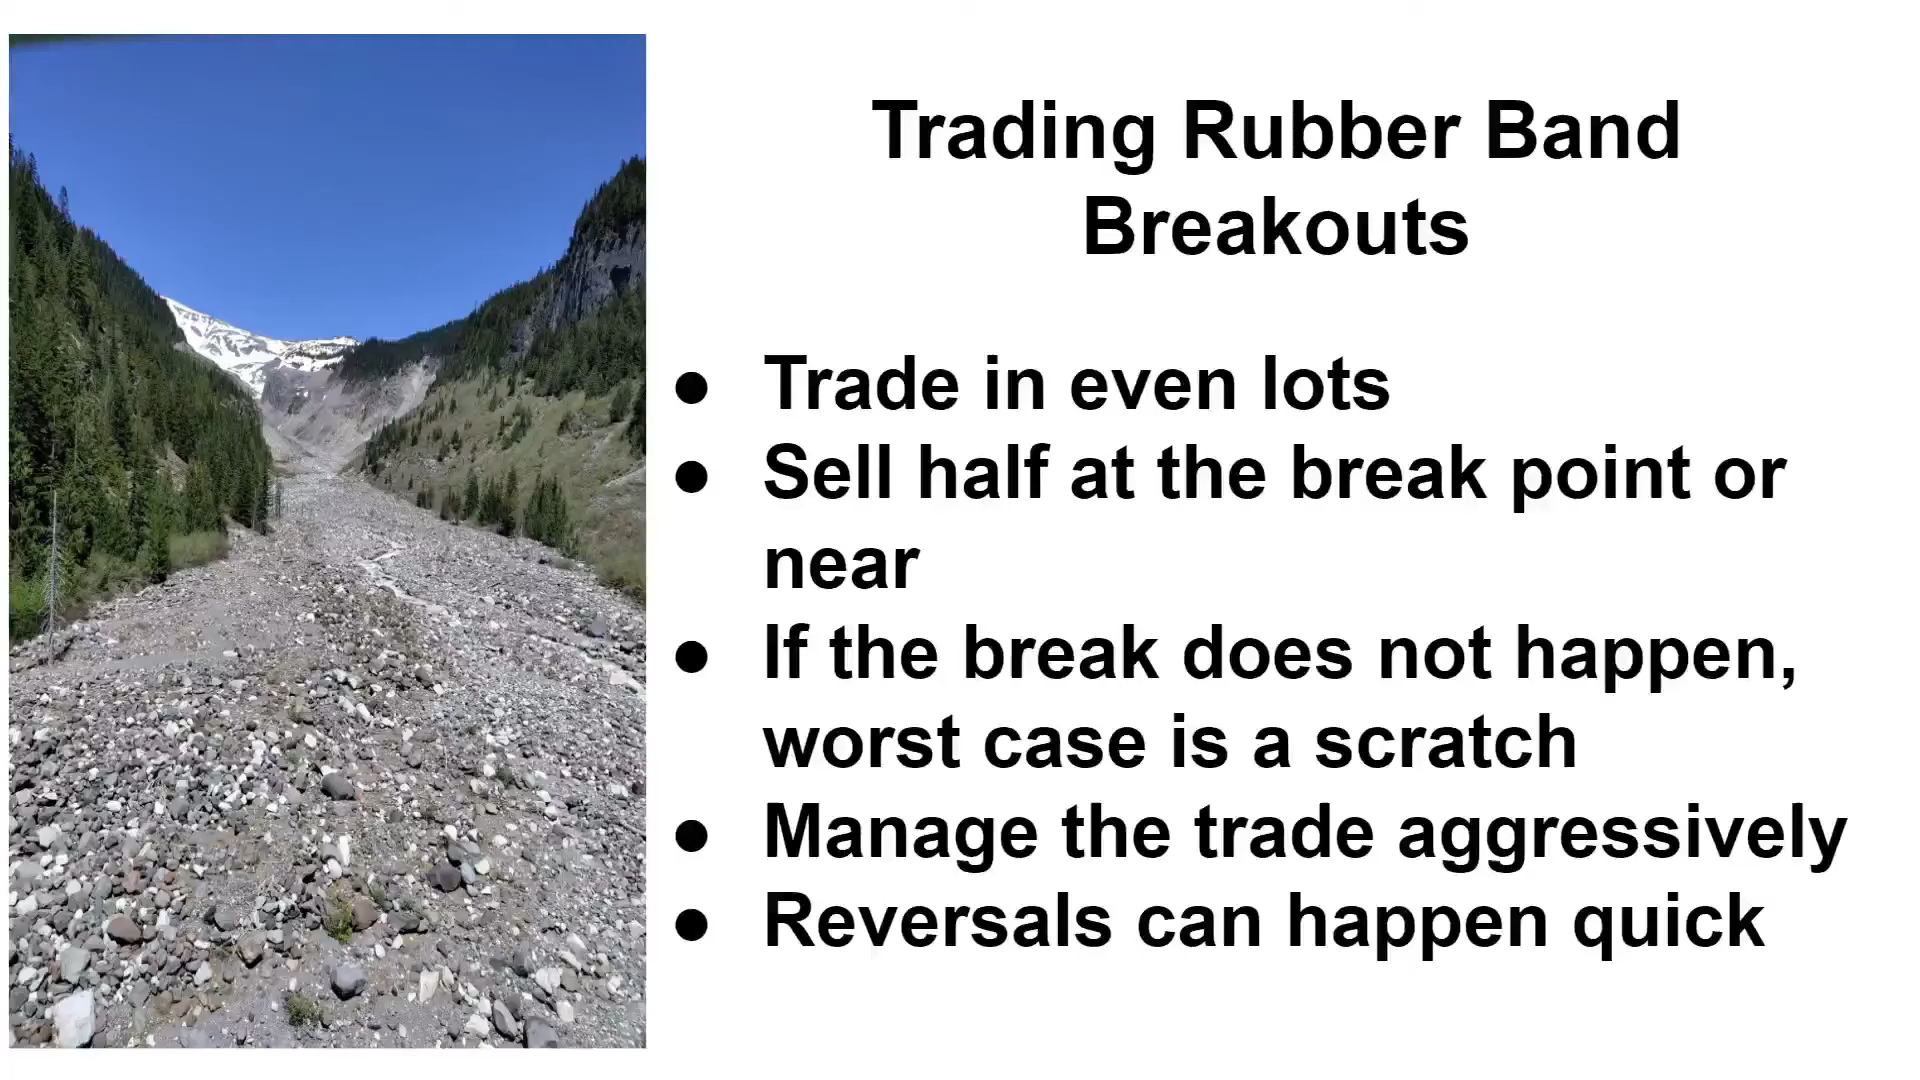 Trading Rubber Band
Breakouts
● Trade in even lots
● Sell half at the break point or
near
● If the break does not happen,
worst case is a scratch
● Manage the trade aggressively
● Reversals can happen quick